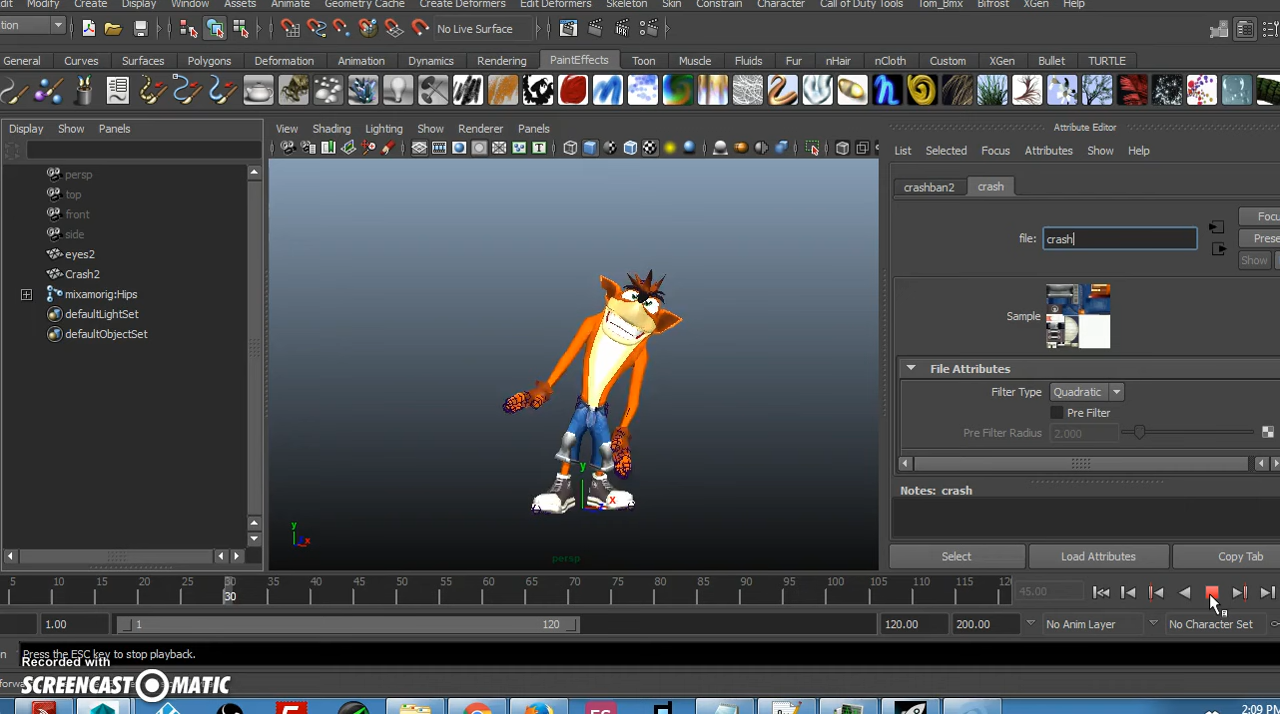 dit Modify Create Display Window Assets Animate Geometry Cache Create Deformers Edit Deformers Skeleton Skin Constrain Character Call of Duty Tools Tom_Bmx Bifrost XGen Help
tion No Live Surface
General Curves Surfaces Polygons Deformation Animation Dynamics Rendering PaintEffects Toon Muscle Fluids Fur nHair nCloth Custom XGen Bullet TURTLE
Display Show Panels
View Shading Lighting Show Renderer Panels
Attribute Editor
List Selected Focus Attributes Show Help
persp
top
front
side
eyes2
Crash2
mixamorig:Hips
defaultLightSet
defaultObjectSet
y
x
y
x
persp
crashban2 crash
file: crash
Focu
Prese
Show
Sample
File Attributes
Filter Type Quadratic
Pre Filter
Pre Filter Radius 2.000
Notes: crash
Select Load Attributes Copy Tab
5 10 15 20 25 30 35 40 45 50 55 60 65 70 75 80 85 90 95 100 105 110 115 120
30
45.00
1.00 1 120 120.00 200.00 No Anim Layer No Character Set
n Press the ESC key to stop playback.
Recorded with
SCREENCAST MATIC
forwa
2:09 PM